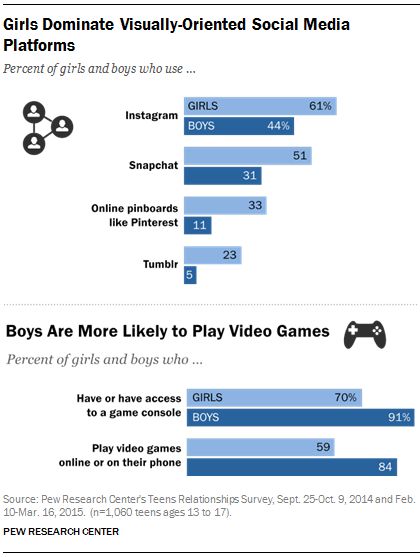 Girls Dominate Visually-Oriented Social Media
Platforms
Percent of girls and boys who use ...
Instagram
GIRLS 61%
BOYS 44%
Snapchat
51
31
Online pinboards
like Pinterest
33
11
Tumblr
23
5
Boys Are More Likely to Play Video Games
Percent of girls and boys who ...
Have or have access
to a game console
GIRLS 70%
BOYS 91%
Play video games
online or on their phone
59
84
Source: Pew Research Center's Teens Relationships Survey, Sept. 25-Oct. 9, 2014 and Feb.
10-Mar. 16, 2015. (n=1,060 teens ages 13 to 17).
PEW RESEARCH CENTER